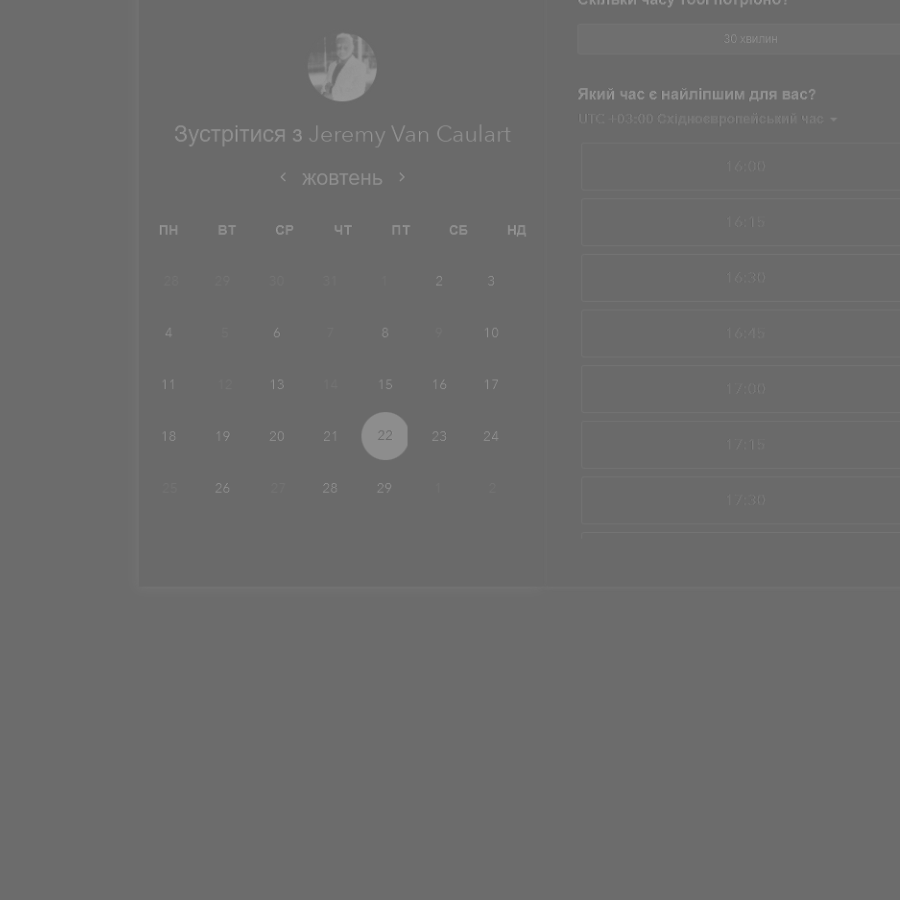 Скільки часу тобі потрібно?
30 хвилин
Який час є найліпшим для вас?
UTC +03:00 Східноєвропейський час
Зустрітися з Jeremy Van Caulart
жовтень
ПН ВТ СР ЧТ ПТ СБ НД
28 29 30 31 1 2 3
4 5 6 7 8 9 10
11 12 13 14 15 16 17
18 19 20 21 22 23 24
25 26 27 28 29 1 2
16:00
16:15
16:30
16:45
17:00
17:15
17:30